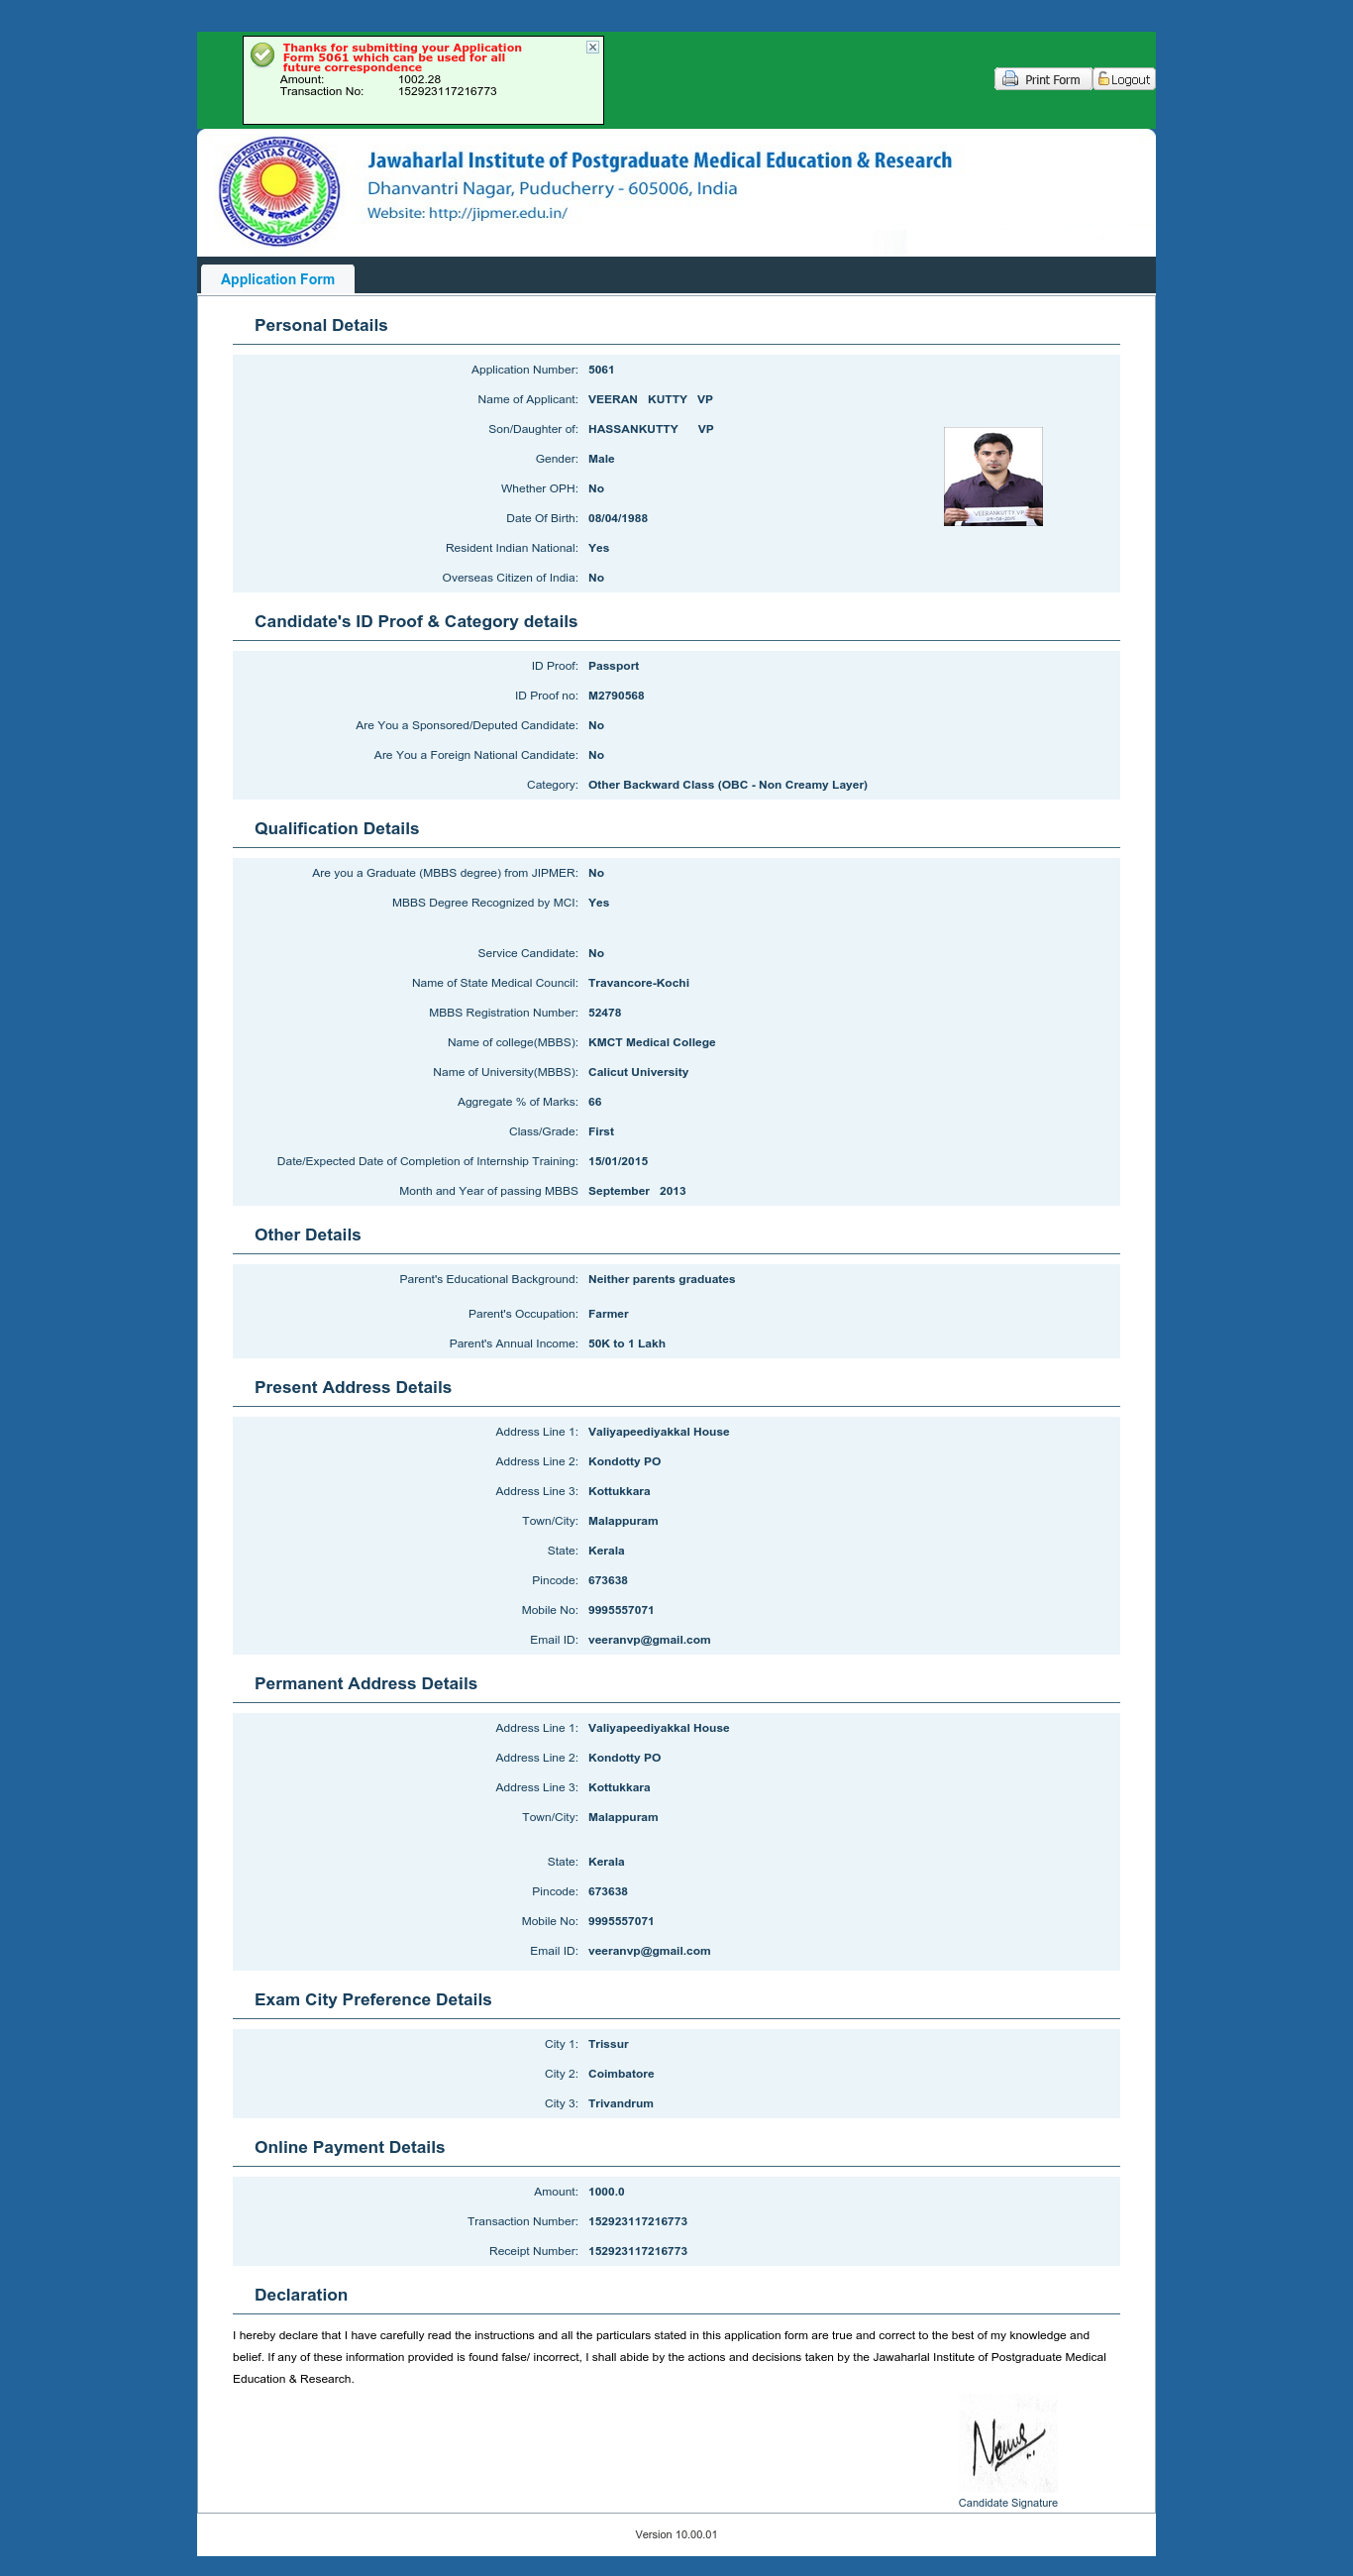 Thanks for submitting your Application
Form 5061 which can be used for all
future correspondence
Amount: 1002.28
Transaction No: 152923117216773
Print Form
Logout
JAWAHARLAL INSTITUTE OF POSTGRADUATE MEDICAL EDUCATION & RESEARCH
VERITAS CURAT
PUDUCHERRY
Jawaharlal Institute of Postgraduate Medical Education & Research
Dhanvantri Nagar, Puducherry - 605006, India
Website: http://jipmer.edu.in/
Application Form
Personal Details
Application Number: 5061
Name of Applicant: VEERAN KUTTY VP
Son/Daughter of: HASSANKUTTY VP
Gender: Male
Whether OPH: No
Date Of Birth: 08/04/1988
Resident Indian National: Yes
Overseas Citizen of India: No
VEERANKUTTY.VP
Candidate's ID Proof & Category details
ID Proof: Passport
ID Proof no: M2790568
Are You a Sponsored/Deputed Candidate: No
Are You a Foreign National Candidate: No
Category: Other Backward Class (OBC - Non Creamy Layer)
Qualification Details
Are you a Graduate (MBBS degree) from JIPMER: No
MBBS Degree Recognized by MCI: Yes
Service Candidate: No
Name of State Medical Council: Travancore-Kochi
MBBS Registration Number: 52478
Name of college(MBBS): KMCT Medical College
Name of University(MBBS): Calicut University
Aggregate % of Marks: 66
Class/Grade: First
Date/Expected Date of Completion of Internship Training: 15/01/2015
Month and Year of passing MBBS September 2013
Other Details
Parent's Educational Background: Neither parents graduates
Parent's Occupation: Farmer
Parent's Annual Income: 50K to 1 Lakh
Present Address Details
Address Line 1: Valiyapeediyakkal House
Address Line 2: Kondotty PO
Address Line 3: Kottukkara
Town/City: Malappuram
State: Kerala
Pincode: 673638
Mobile No: 9995557071
Email ID: veeranvp@gmail.com
Permanent Address Details
Address Line 1: Valiyapeediyakkal House
Address Line 2: Kondotty PO
Address Line 3: Kottukkara
Town/City: Malappuram
State: Kerala
Pincode: 673638
Mobile No: 9995557071
Email ID: veeranvp@gmail.com
Exam City Preference Details
City 1: Trissur
City 2: Coimbatore
City 3: Trivandrum
Online Payment Details
Amount: 1000.0
Transaction Number: 152923117216773
Receipt Number: 152923117216773
Declaration
I hereby declare that I have carefully read the instructions and all the particulars stated in this application form are true and correct to the best of my knowledge and
belief. If any of these information provided is found false/ incorrect, I shall abide by the actions and decisions taken by the Jawaharlal Institute of Postgraduate Medical
Education & Research.
Candidate Signature
Version 10.00.01